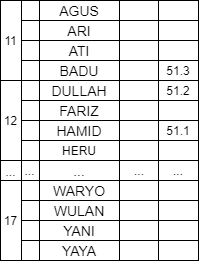 AGUS
11 ARI
ATI
BADU 51.3
DULLAH 51.2
12 FARIZ
HAMID 51.1
HERU
... ... ... ... ...
WARYO
17 WULAN
YANI
YAYA